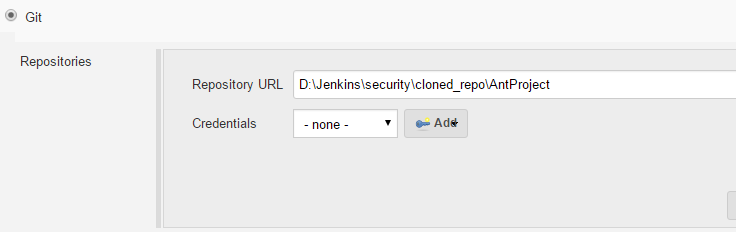 Git
Repositories
Repository URL D:\Jenkins\security\cloned_repo\AntProject
Credentials - none - Add